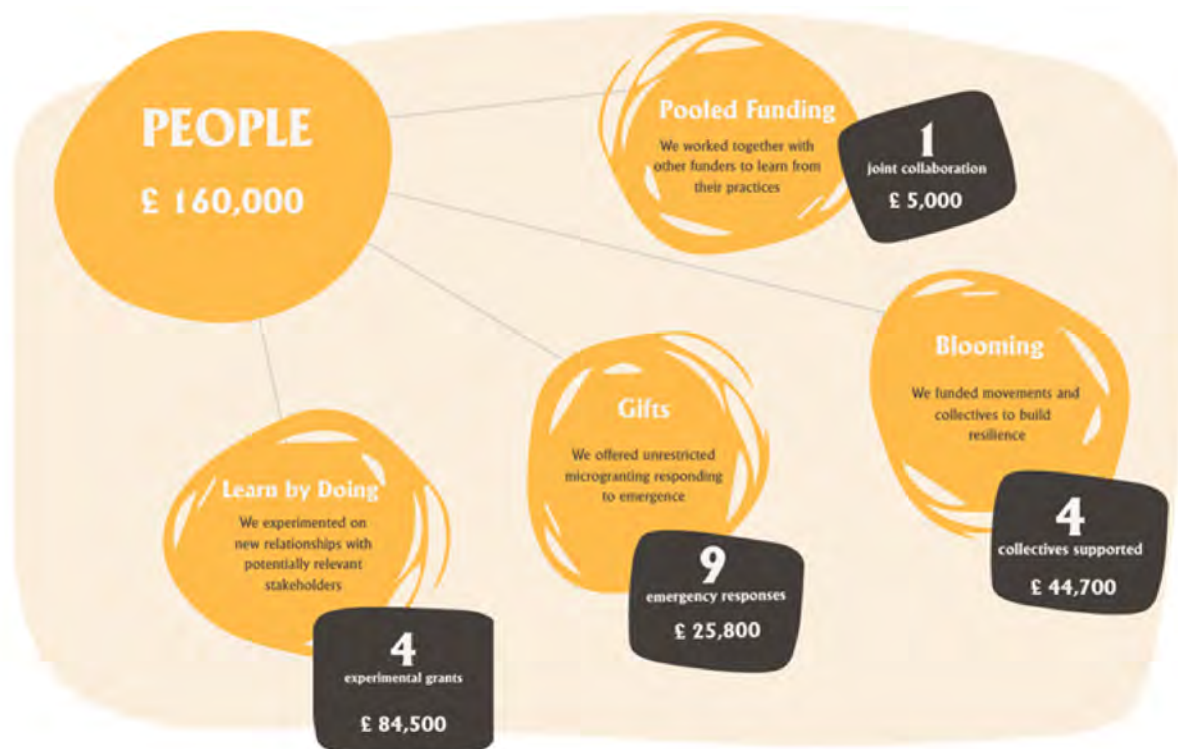 PEOPLE
£ 160,000
Pooled Funding
We worked together with
other funders to learn from
their practices
1
joint collaboration
£ 5,000
Blooming
We funded movements and
collectives to build
resilience
4
collectives supported
£ 44,700
Gifts
We offered unrestricted
microgranting responding
to emergence
9
emergency responses
£ 25,800
Learn by Doing
We experimented on
new relationships with
potentially relevant
stakeholders
4
experimental grants
£ 84,500